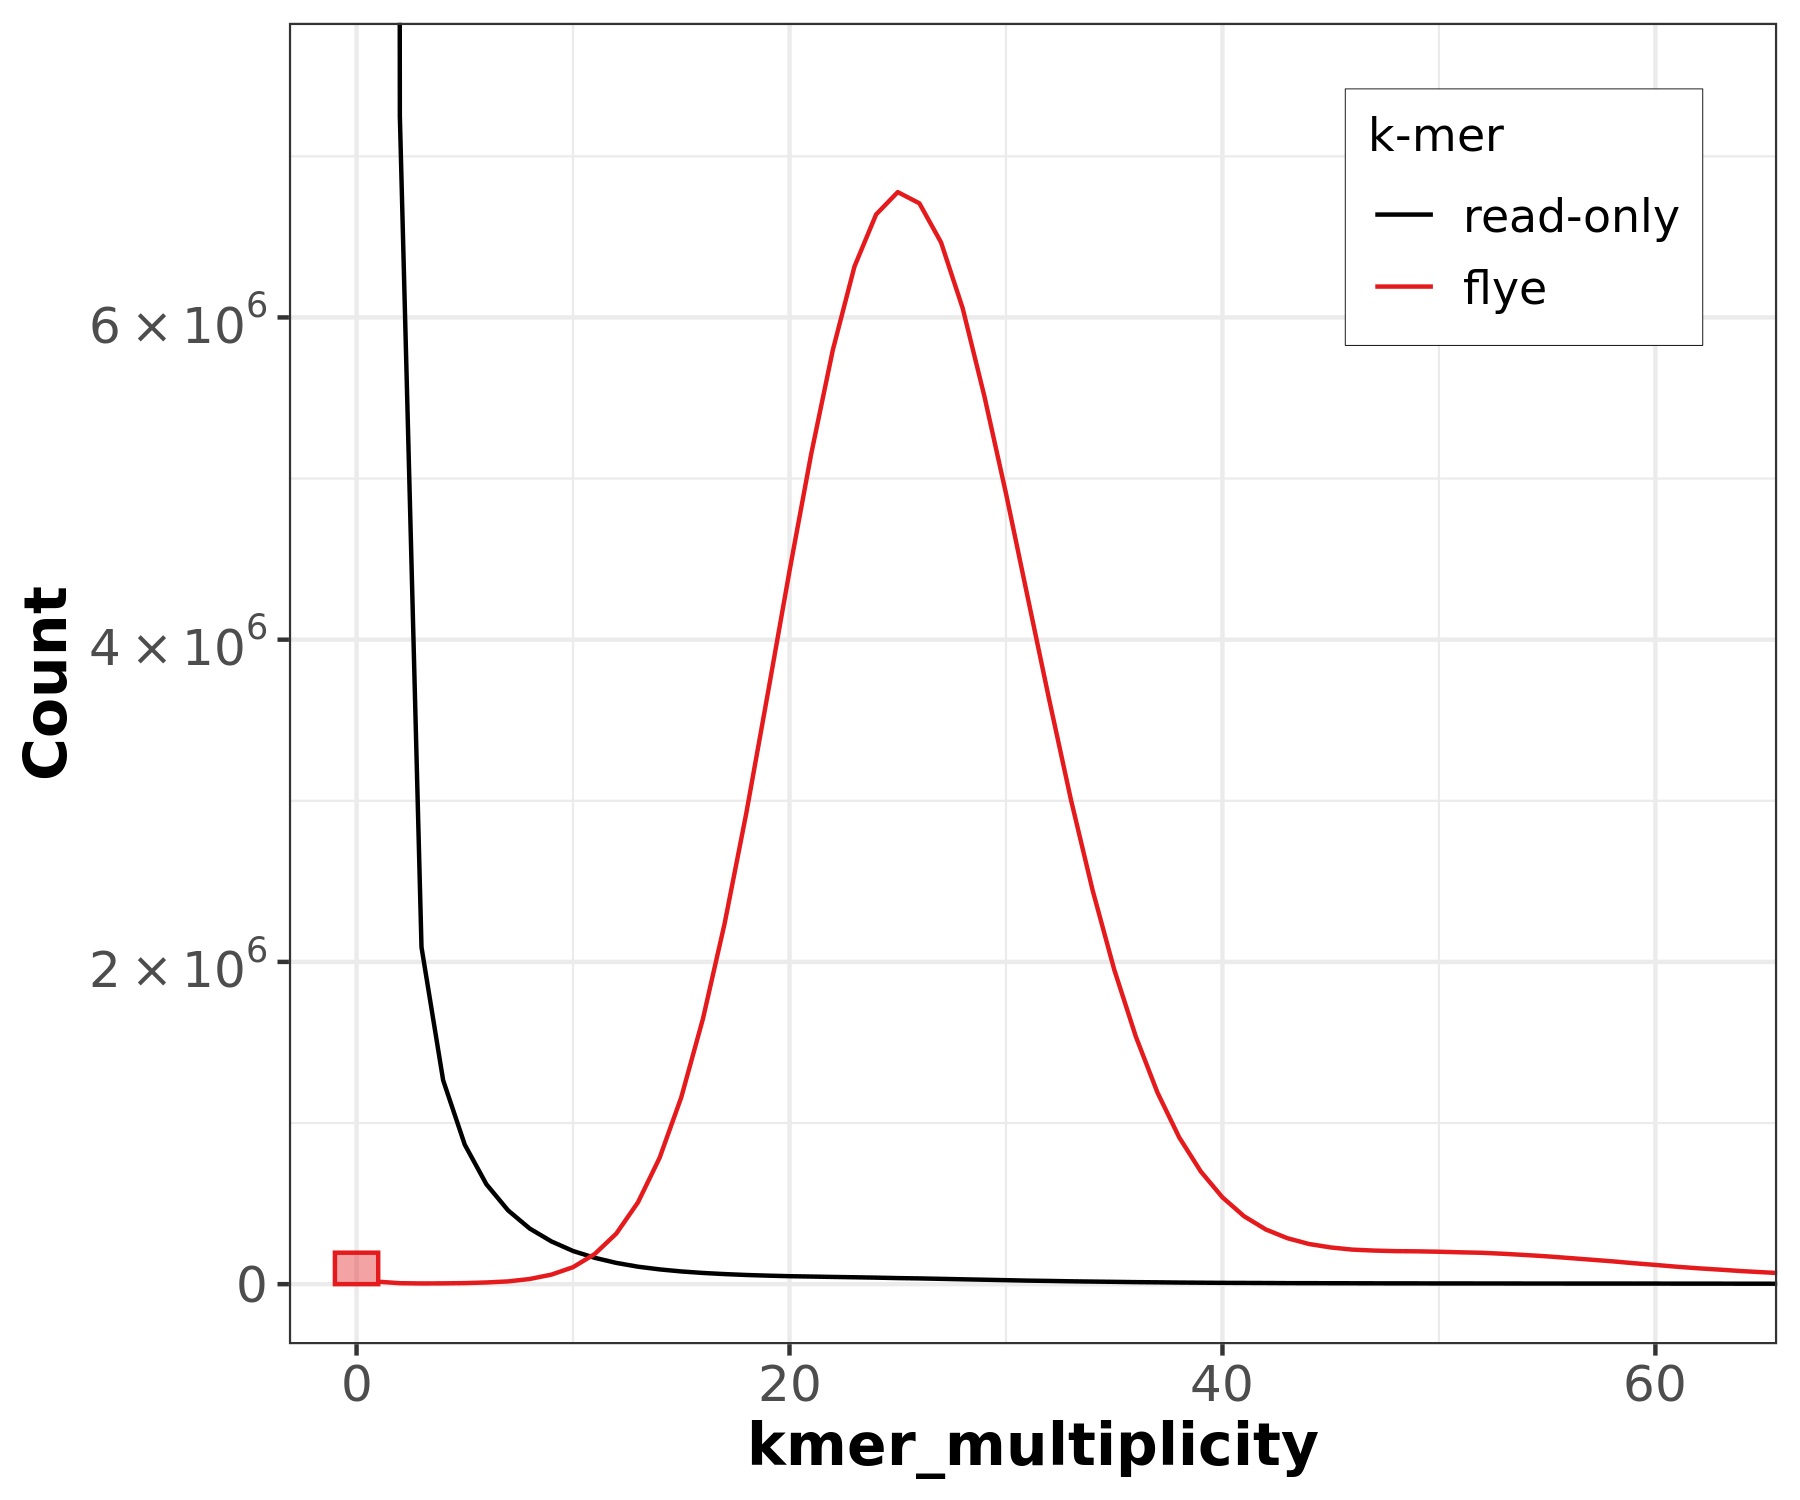 k-mer
read-only
flye
6 × 10⁶
4 × 10⁶
2 × 10⁶
0
Count
0 20 40 60
kmer_multiplicity